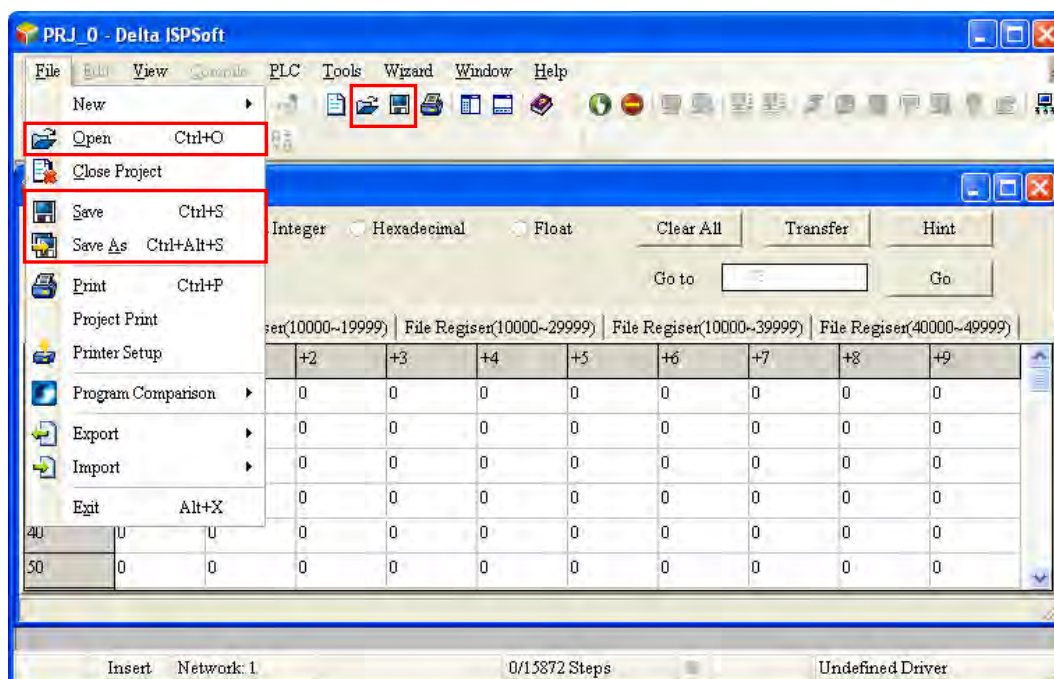 PRJ_0 - Delta ISPSoft
File Edit View Compile PLC Tools Wizard Window Help
New
Open Ctrl+O
Close Project
Save Ctrl+S
Save As Ctrl+Alt+S
Print Ctrl+P
Project Print
Printer Setup
Program Comparison
Export
Import
Exit Alt+X
Integer Hexadecimal Float Clear All Transfer Hint
Go to Go
ser(10000~19999) File Regiser(10000~29999) File Regiser(10000~39999) File Regiser(40000~49999)
+2 +3 +4 +5 +6 +7 +8 +9
0 0 0 0 0 0 0 0
0 0 0 0 0 0 0 0
0 0 0 0 0 0 0 0
0 0 0 0 0 0 0 0
40 0 0 0 0 0 0 0 0 0 0
50 0 0 0 0 0 0 0 0 0 0
Insert Network: 1 0/15872 Steps Undefined Driver